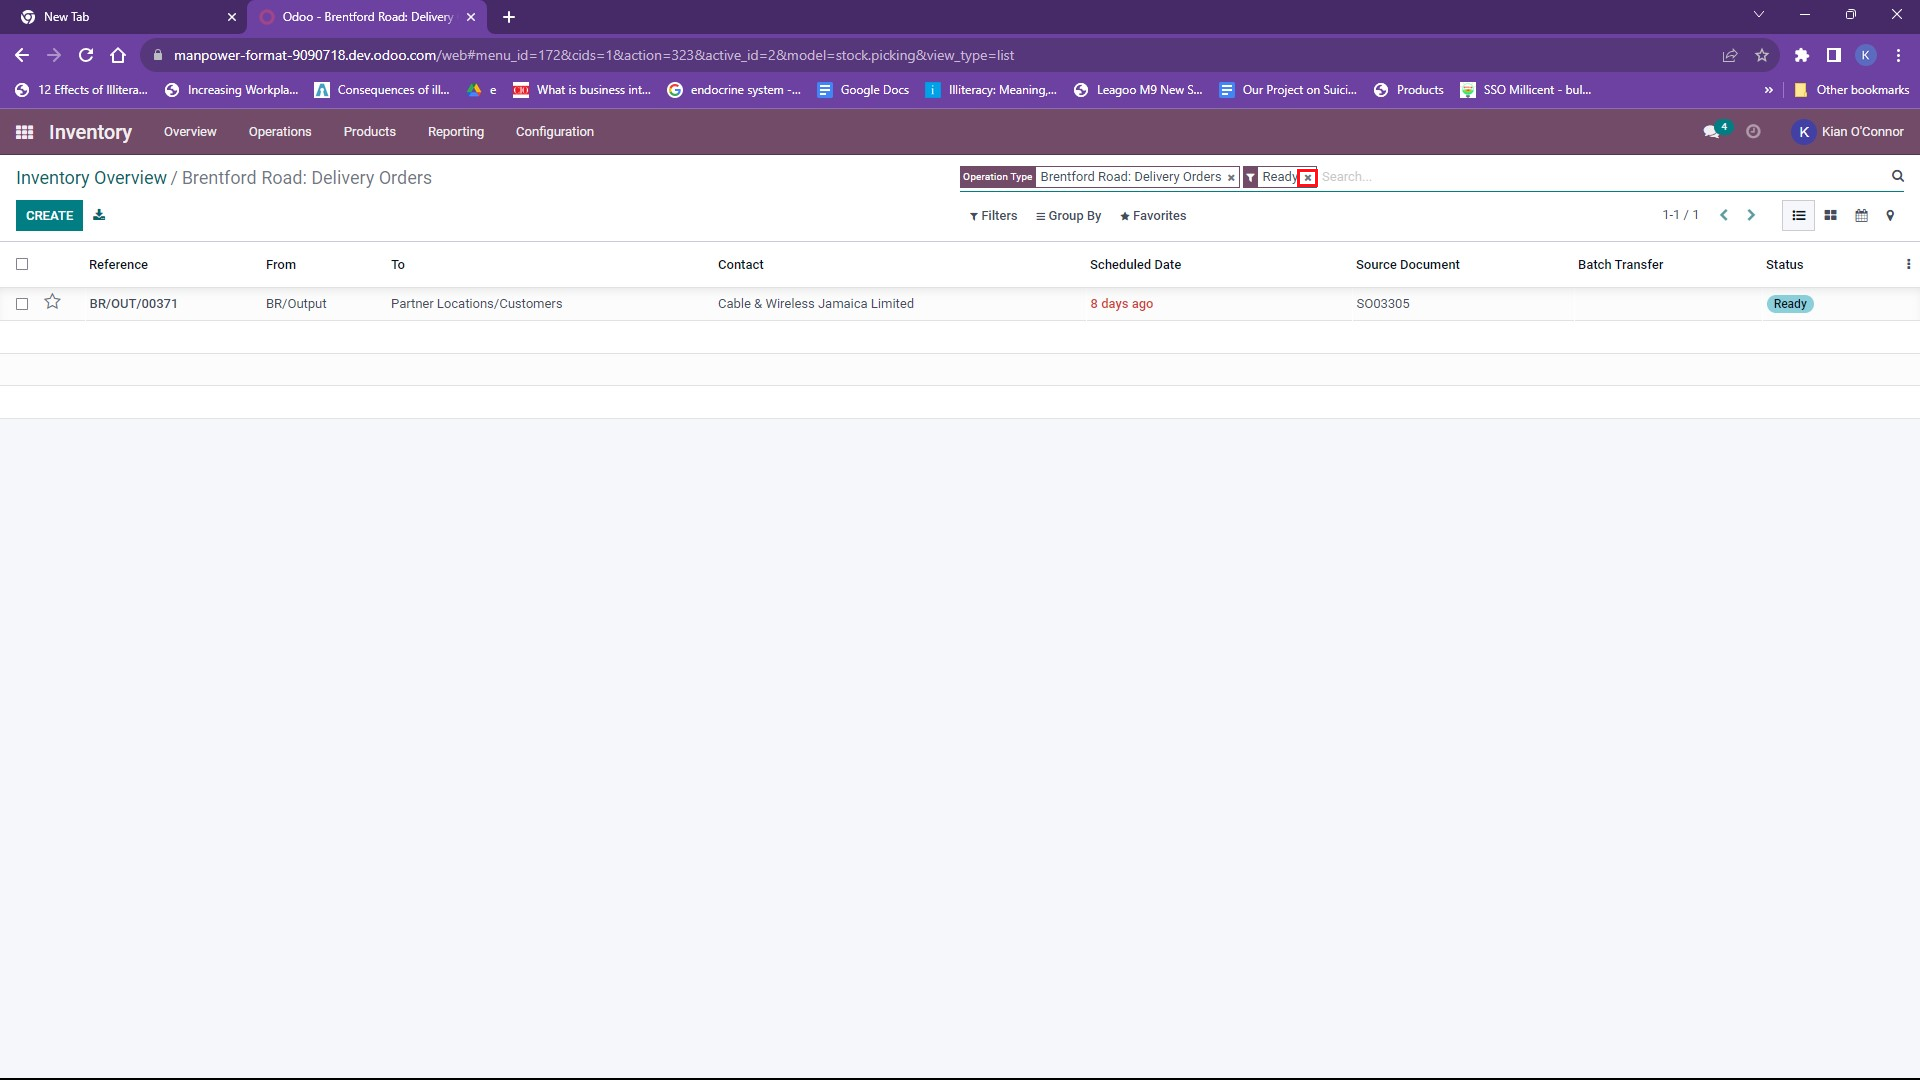 New Tab
Odoo - Brentford Road: Delivery
manpower-format-9090718.dev.odoo.com/web#menu_id=172&cids=1&action=323&active_id=2&model=stock.picking&view_type=list
K
12 Effects of Illitera... Increasing Workpla... Consequences of ill... e What is business int... endocrine system -... Google Docs Illiteracy: Meaning,... Leagoo M9 New S... Our Project on Suici... Products SSO Millicent - bul... » Other bookmarks
Inventory Overview Operations Products Reporting Configuration 4 K Kian O'Connor
Inventory Overview / Brentford Road: Delivery Orders
Operation Type Brentford Road: Delivery Orders Ready Search...
CREATE Filters Group By Favorites 1-1 / 1
Reference From To Contact Scheduled Date Source Document Batch Transfer Status
BR/OUT/00371 BR/Output Partner Locations/Customers Cable & Wireless Jamaica Limited 8 days ago SO03305 Ready